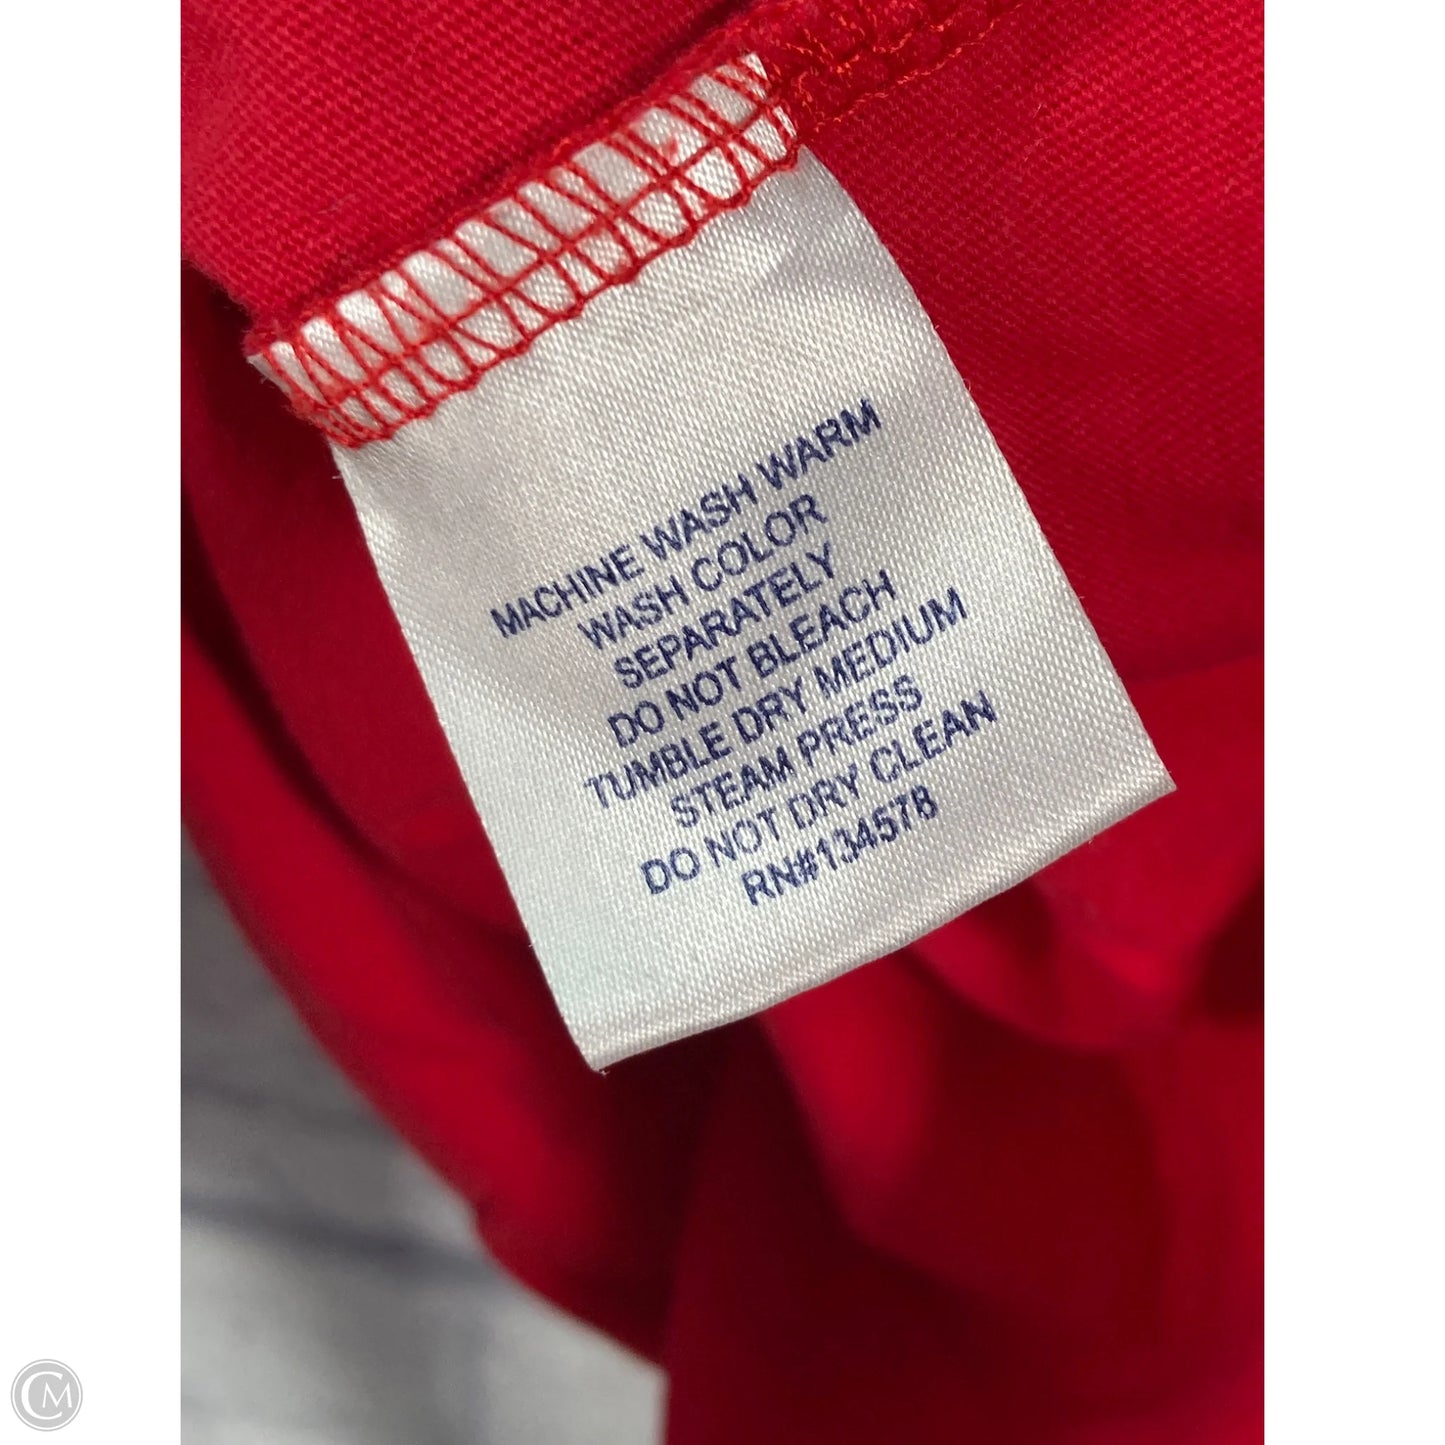 MACHINE WASH WARM
WASH COLOR
SEPARATELY
DO NOT BLEACH
TUMBLE DRY MEDIUM
STEAM PRESS
DO NOT DRY CLEAN
RN#134578
CM